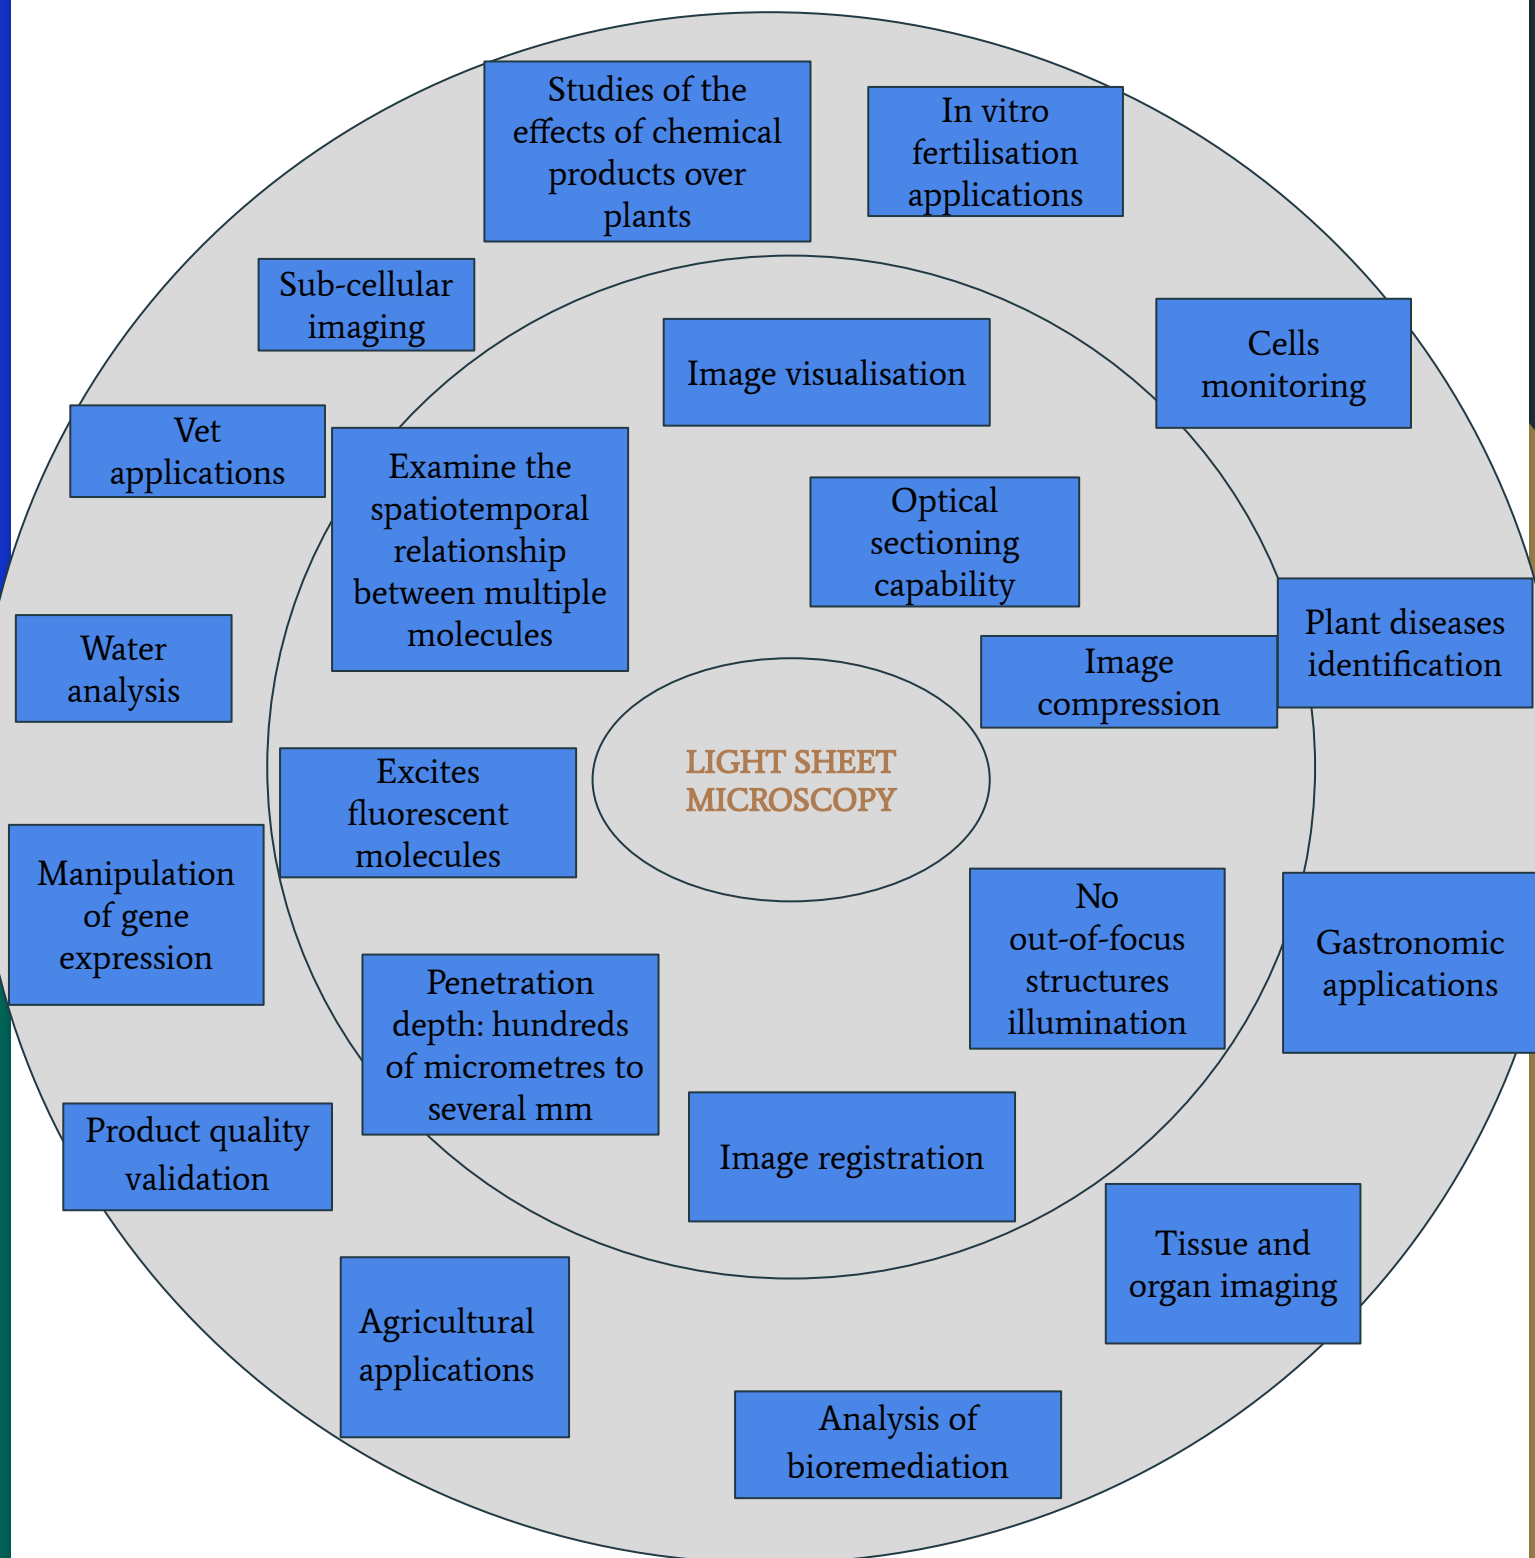 Studies of the
effects of chemical
products over
plants
In vitro
fertilisation
applications
Sub-cellular
imaging
Image visualisation
Cells
monitoring
Vet
applications
Examine the
spatiotemporal
relationship
between multiple
molecules
Optical
sectioning
capability
Plant diseases
identification
Water
analysis
Image
compression
LIGHT SHEET
MICROSCOPY
Excites
fluorescent
molecules
Manipulation
of gene
expression
No
out-of-focus
structures
illumination
Gastronomic
applications
Penetration
depth: hundreds
of micrometres to
several mm
Product quality
validation
Image registration
Tissue and
organ imaging
Agricultural
applications
Analysis of
bioremediation